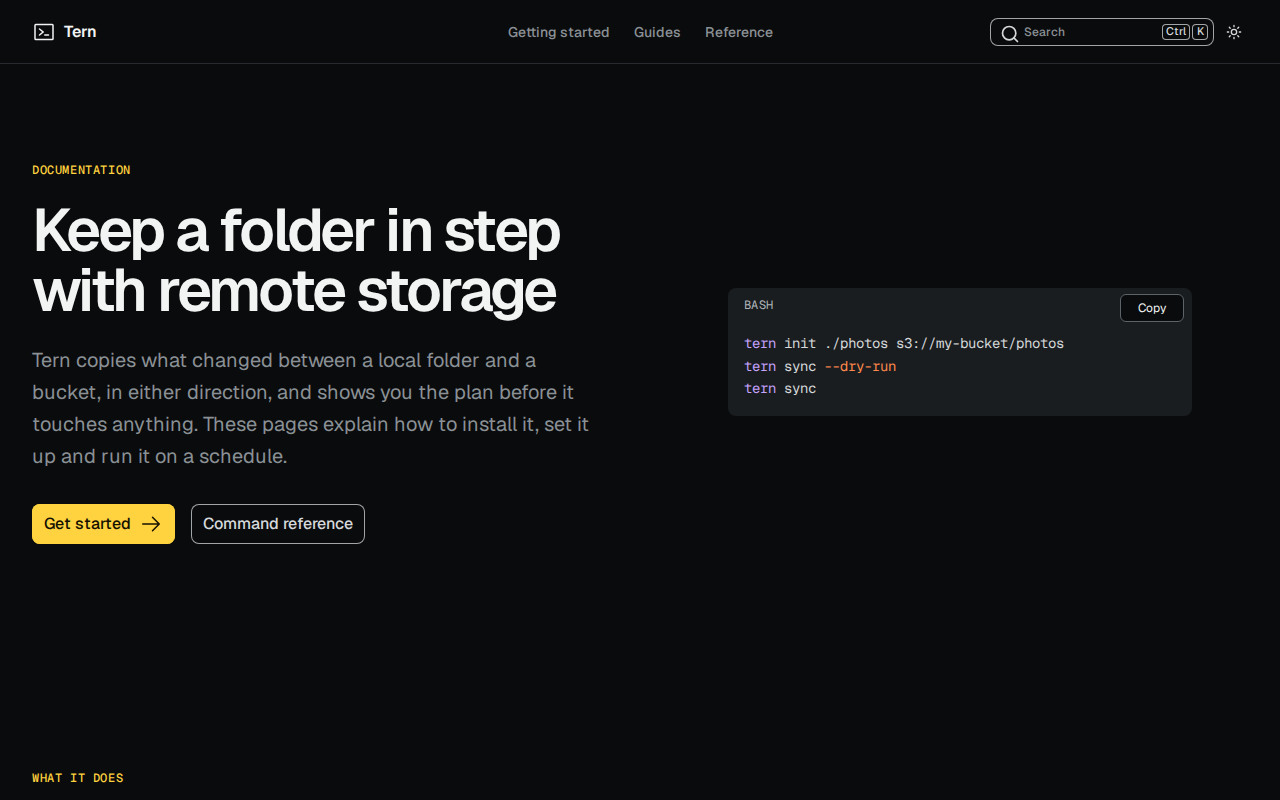 Tern
Getting started Guides Reference
Search Ctrl K
DOCUMENTATION
Keep a folder in step
with remote storage
Tern copies what changed between a local folder and a
bucket, in either direction, and shows you the plan before it
touches anything. These pages explain how to install it, set it
up and run it on a schedule.
Get started Command reference
BASH
Copy
tern init ./photos s3://my-bucket/photos
tern sync --dry-run
tern sync
WHAT IT DOES